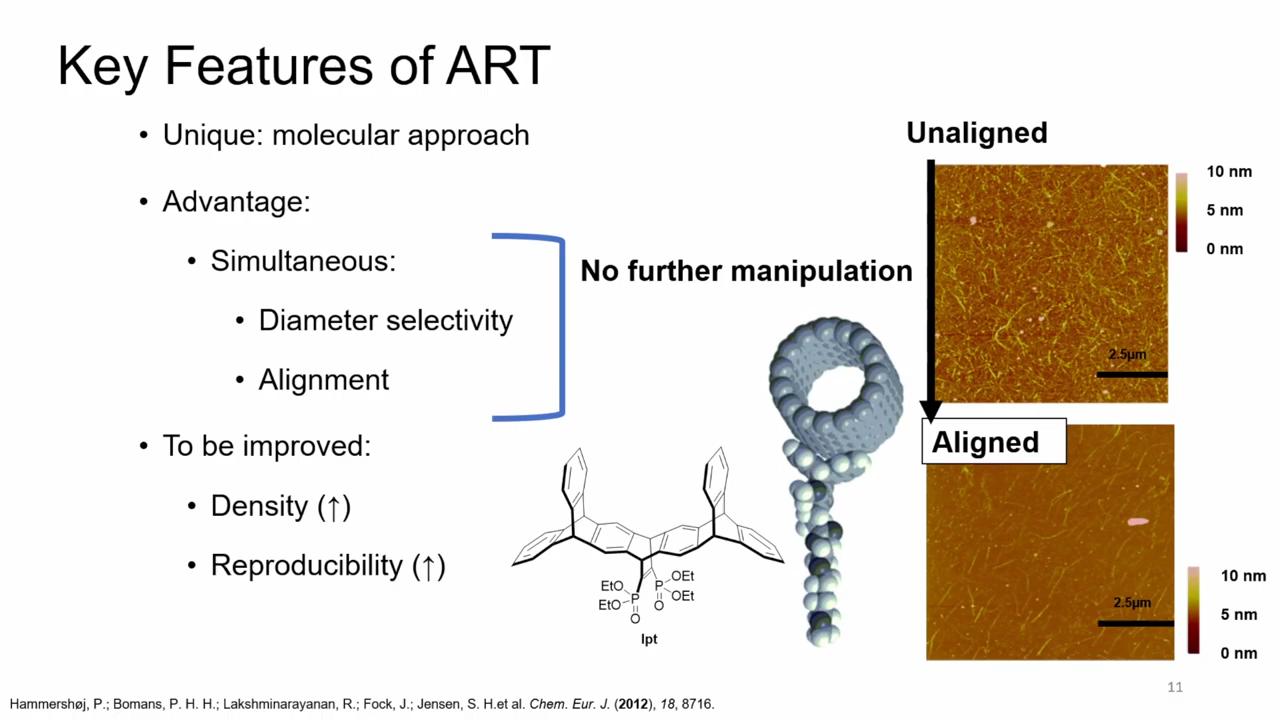 Key Features of ART
• Unique: molecular approach
• Advantage:
• Simultaneous:
• Diameter selectivity
• Alignment
• To be improved:
• Density (↑)
• Reproducibility (↑)
No further manipulation
EtO
EtO
P
O
P
O
OEt
OEt
Ipt
Unaligned
10 nm
5 nm
0 nm
2.5µm
Aligned
2.5µm
10 nm
5 nm
0 nm
11
Hammershøj, P.; Bomans, P. H. H.; Lakshminarayanan, R.; Fock, J.; Jensen, S. H.et al. Chem. Eur. J. (2012), 18, 8716.